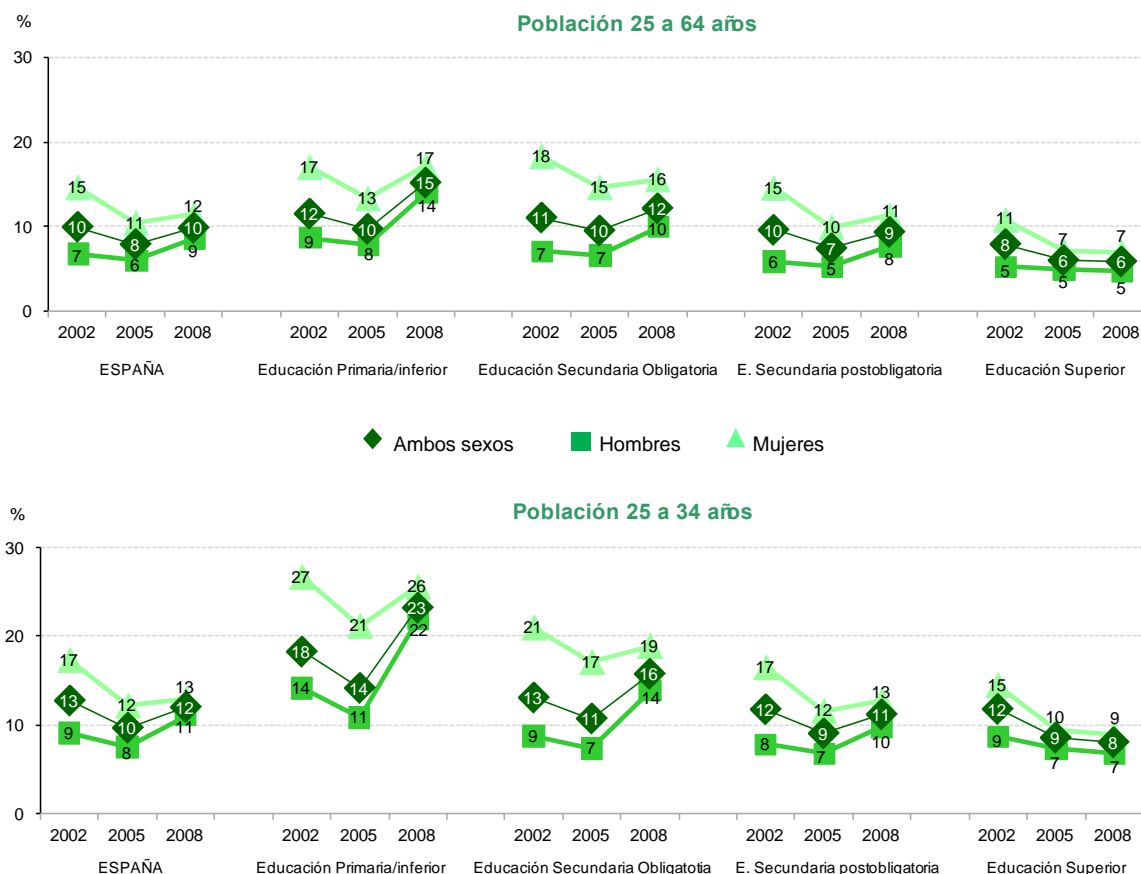 %
Población 25 a 64 años
30
20
10
0
15 11 12
10 8 10
7 6 9
17 13 17
12 10 15
9 8 14
18 15 16
11 10 12
7 7 10
15 10 11
10 7 9
6 5 8
11 7 7
8 6 6
5 5 5
2002 2005 2008 2002 2005 2008 2002 2005 2008 2002 2005 2008 2002 2005 2008
ESPAÑA Educación Primaria/inferior Educación Secundaria Obligatoria E. Secundaria postobligatoria Educación Superior
Ambos sexos Hombres Mujeres
%
Población 25 a 34 años
30
20
10
0
17 12 13
13 10 12
9 8 11
27 21 26
18 14 23
14 11 22
21 17 19
13 11 16
9 7 14
17 12 13
12 9 11
8 7 10
15 10 9
12 9 8
9 7 7
2002 2005 2008 2002 2005 2008 2002 2005 2008 2002 2005 2008 2002 2005 2008
ESPAÑA Educación Primaria/inferior Educación Secundaria Obligatotia E. Secundaria postobligatoria Educación Superior